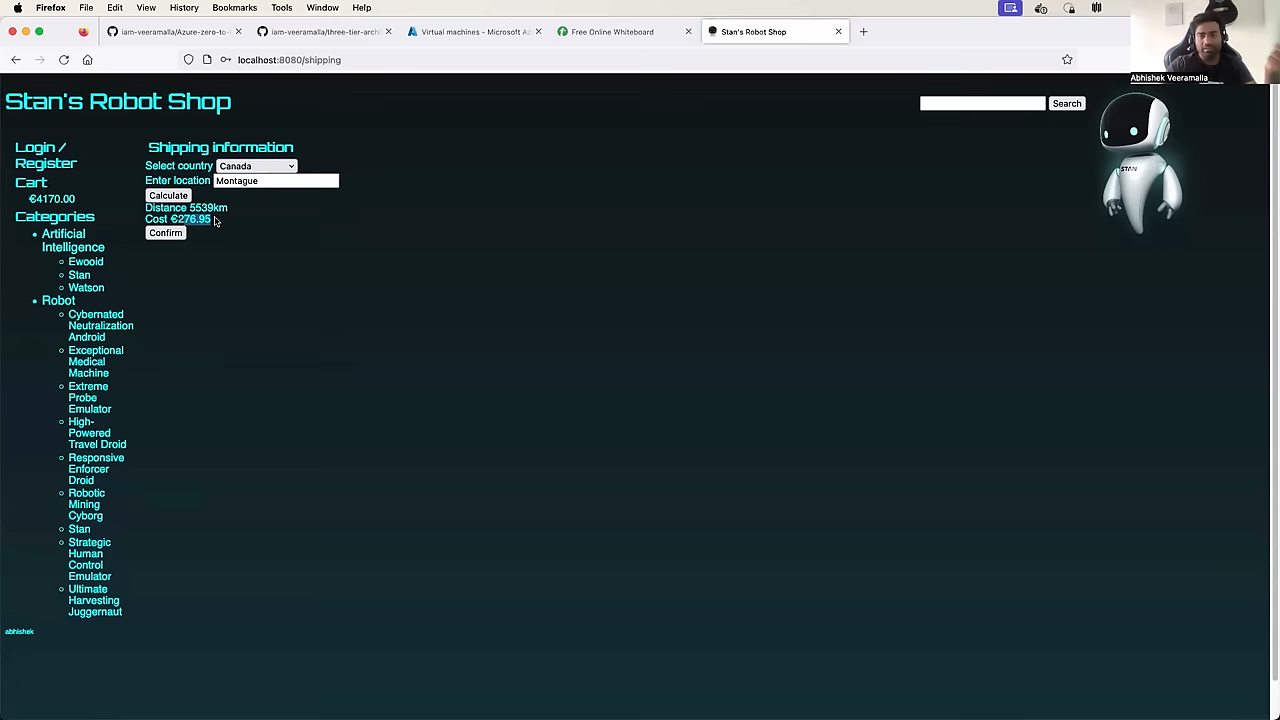 Firefox File Edit View History Bookmarks Tools Window Help
iam-veeramalla/Azure-zero-to-
iam-veeramalla/three-tier-archi
Virtual machines - Microsoft Az
Free Online Whiteboard
Stan's Robot Shop
localhost:8080/shipping
Abhishek Veeramalla
Stan's Robot Shop
Search
STAN
Login /
Register
Cart
€4170.00
Categories
Artificial
Intelligence
Ewooid
Stan
Watson
Robot
Cybernated
Neutralization
Android
Exceptional
Medical
Machine
Extreme
Probe
Emulator
High-
Powered
Travel Droid
Responsive
Enforcer
Droid
Robotic
Mining
Cyborg
Stan
Strategic
Human
Control
Emulator
Ultimate
Harvesting
Juggernaut
abhishek
Shipping information
Select country Canada
Enter location Montague
Calculate
Distance 5539km
Cost €276.95
Confirm